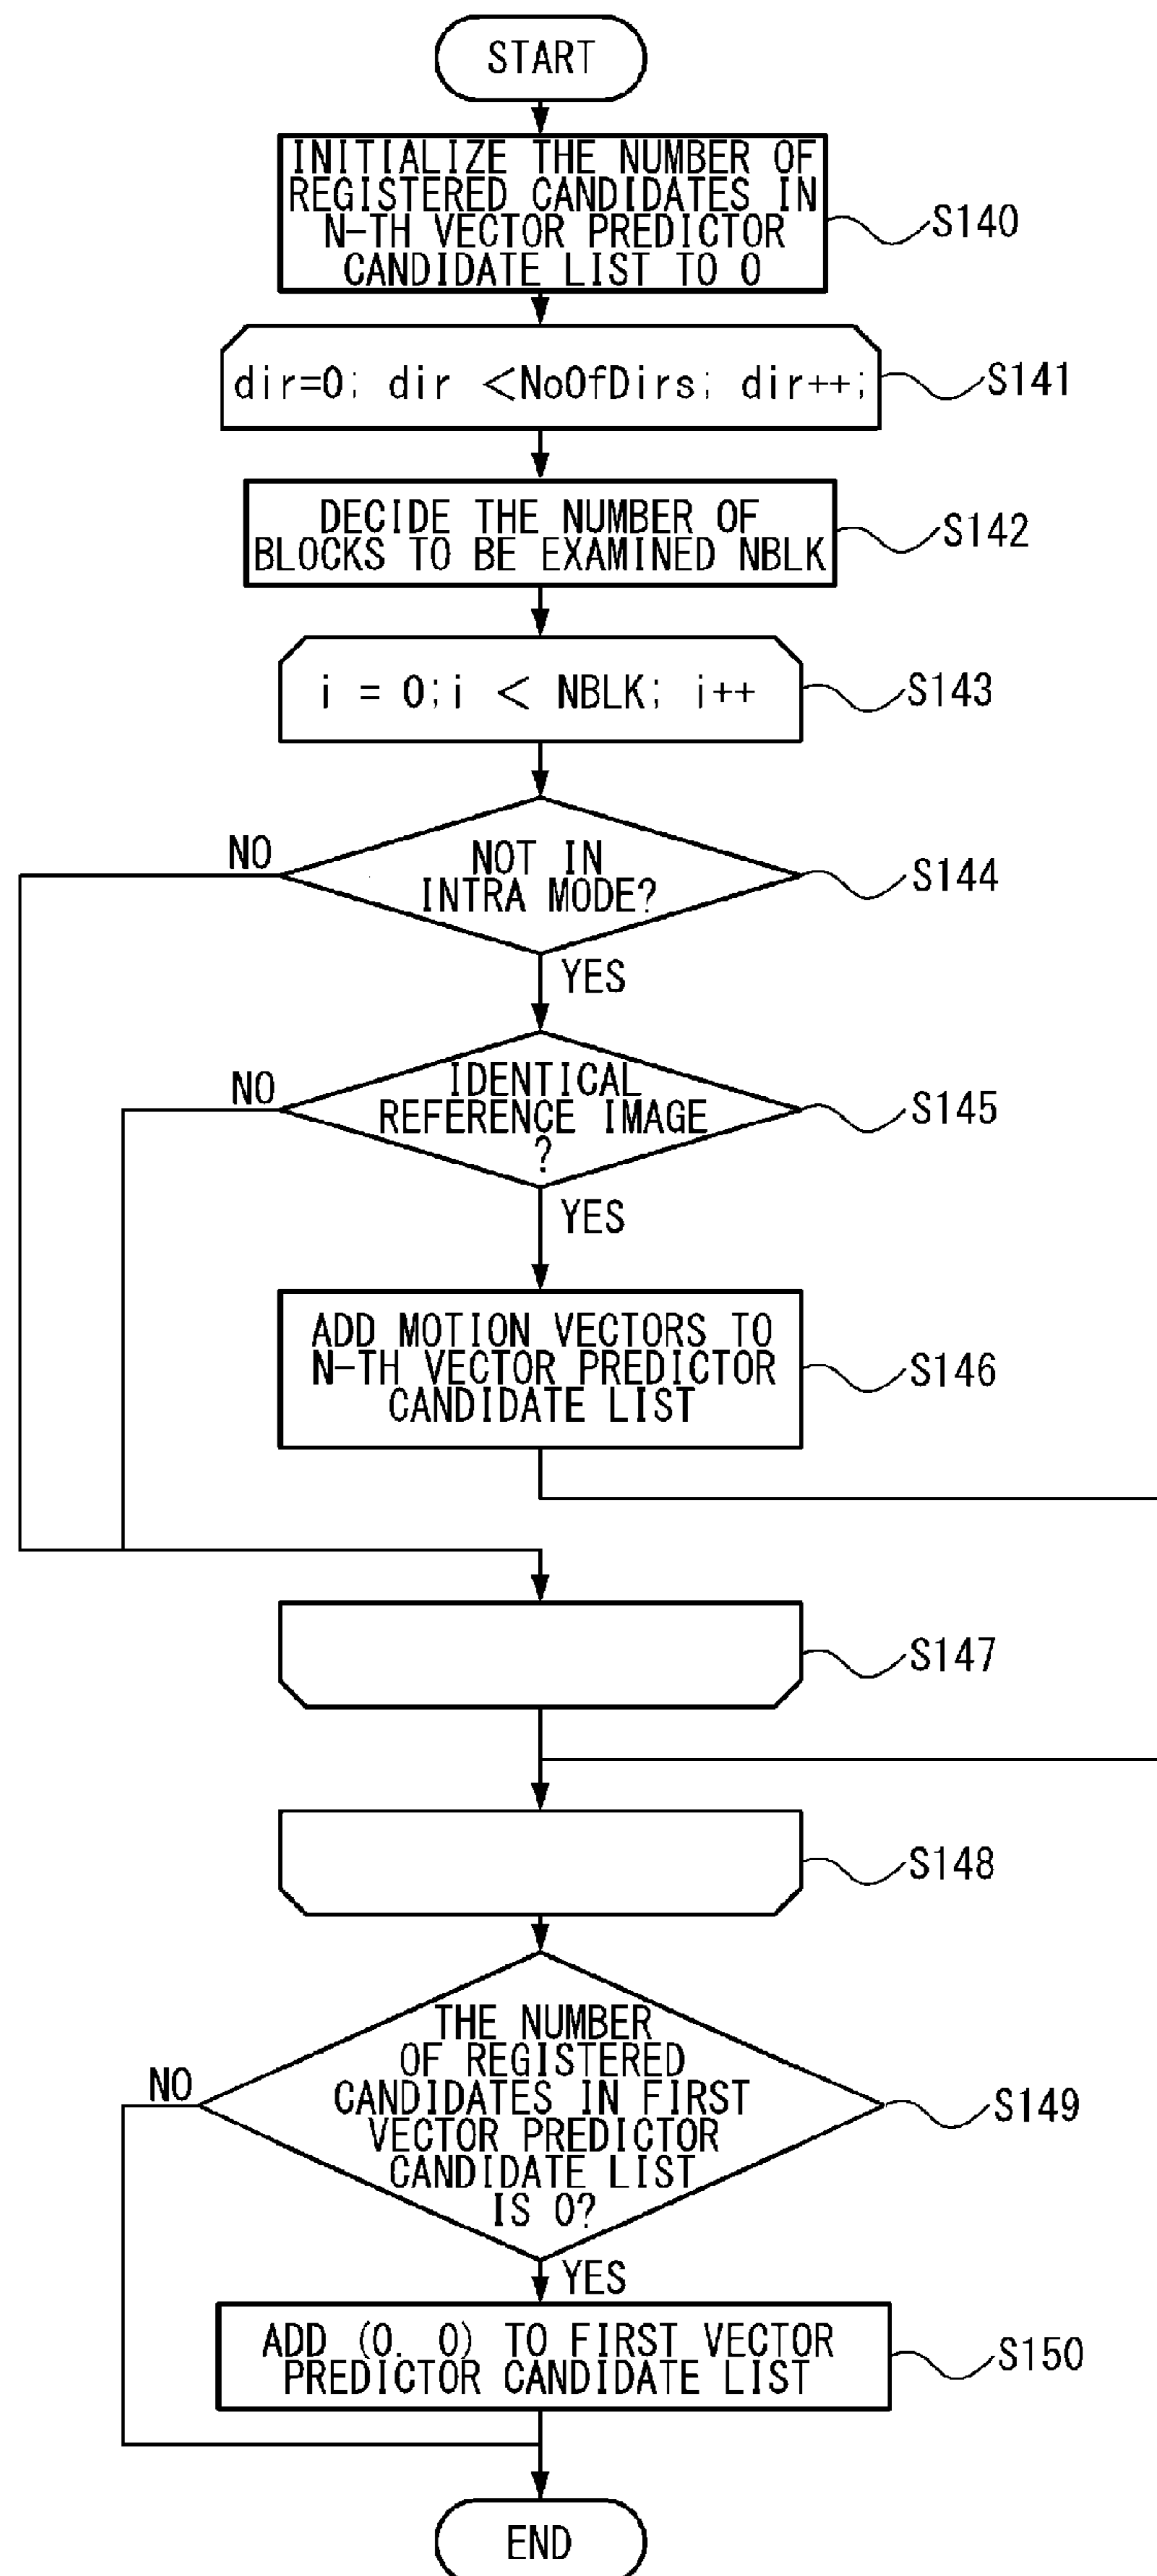 START
INITIALIZE THE NUMBER OF
REGISTERED CANDIDATES IN
N-TH VECTOR PREDICTOR
CANDIDATE LIST TO 0
S140
dir=0; dir <NoOfDirs; dir++;
S141
DECIDE THE NUMBER OF
BLOCKS TO BE EXAMINED NBLK
S142
i = 0;i < NBLK; i++
S143
NO
NOT IN
INTRA MODE?
S144
YES
NO
IDENTICAL
REFERENCE IMAGE
?
S145
YES
ADD MOTION VECTORS TO
N-TH VECTOR PREDICTOR
CANDIDATE LIST
S146
S147
S148
NO
THE NUMBER
OF REGISTERED
CANDIDATES IN FIRST
VECTOR PREDICTOR
CANDIDATE LIST
IS 0?
S149
YES
ADD (0. 0) TO FIRST VECTOR
PREDICTOR CANDIDATE LIST
S150
END